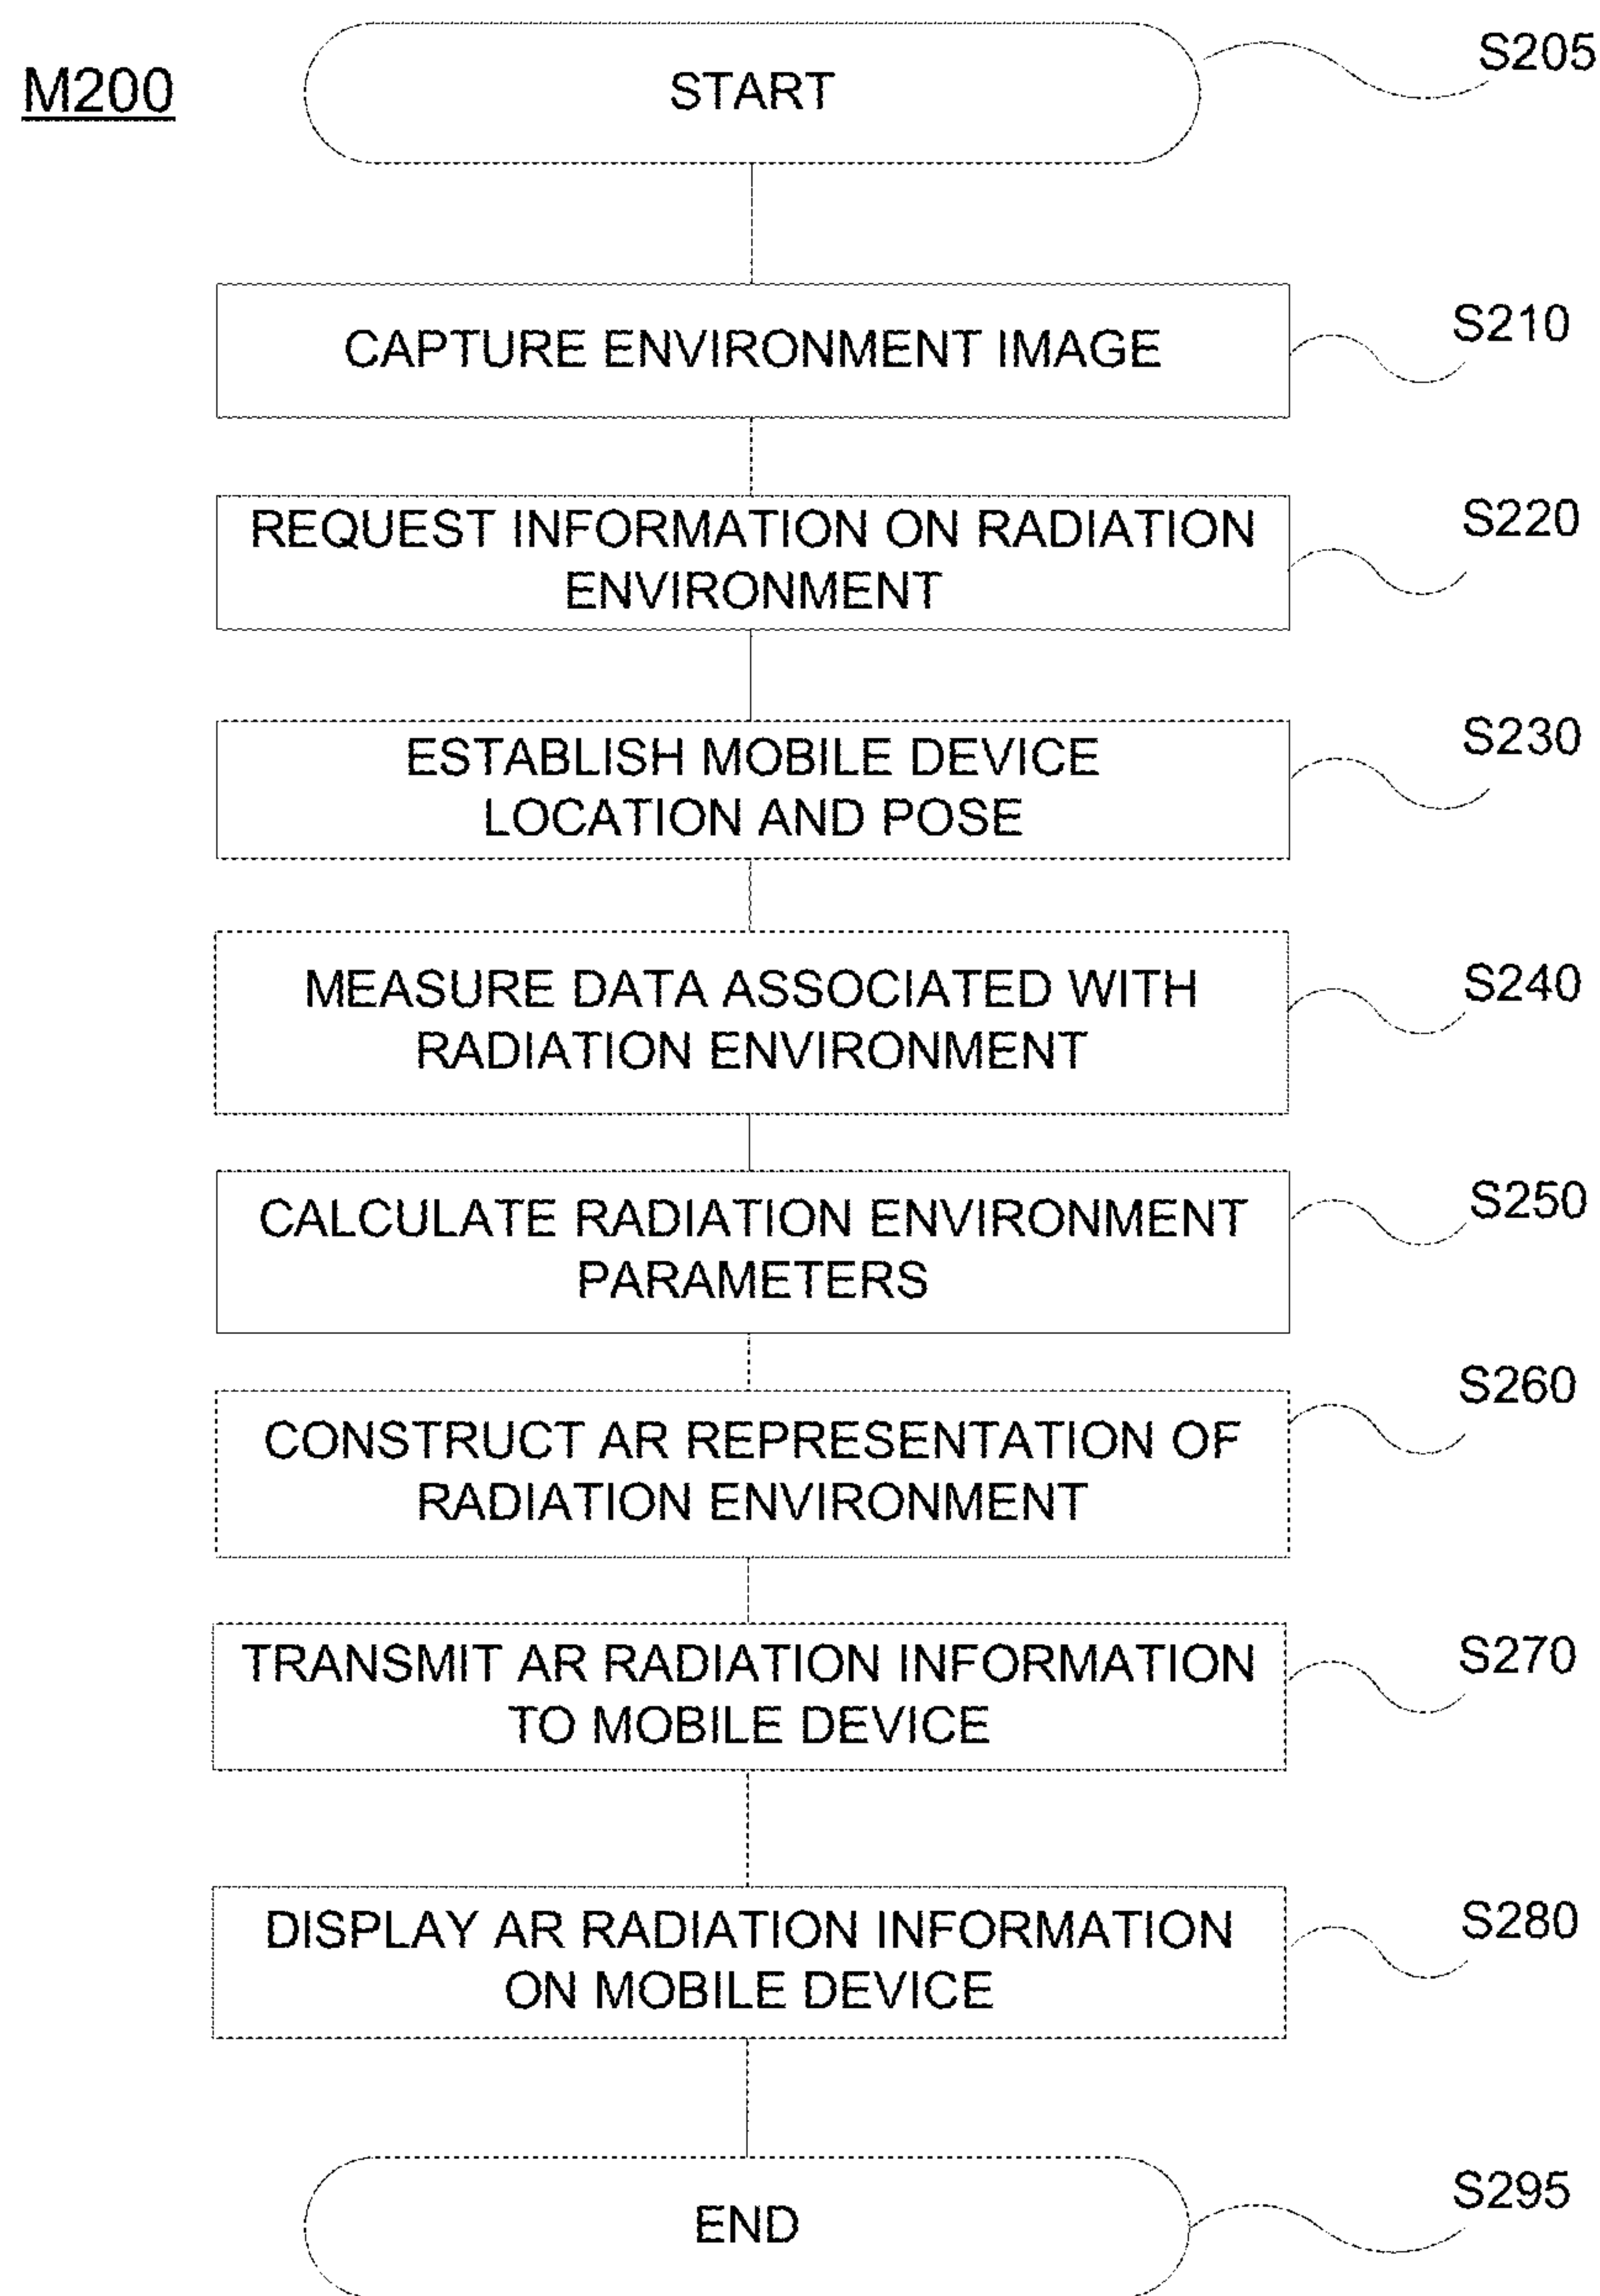 M200
START
S205
CAPTURE ENVIRONMENT IMAGE
S210
REQUEST INFORMATION ON RADIATION
ENVIRONMENT
S220
ESTABLISH MOBILE DEVICE
LOCATION AND POSE
S230
MEASURE DATA ASSOCIATED WITH
RADIATION ENVIRONMENT
S240
CALCULATE RADIATION ENVIRONMENT
PARAMETERS
S250
CONSTRUCT AR REPRESENTATION OF
RADIATION ENVIRONMENT
S260
TRANSMIT AR RADIATION INFORMATION
TO MOBILE DEVICE
S270
DISPLAY AR RADIATION INFORMATION
ON MOBILE DEVICE
S280
END
S295